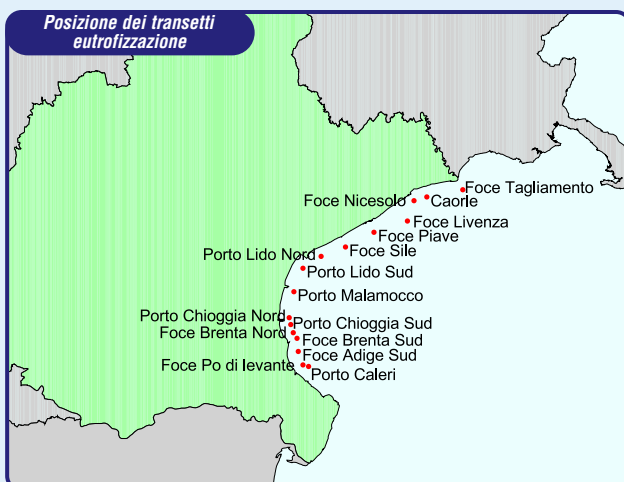 Posizione dei transetti
eutrofizzazione
Foce Tagliamento
Foce Nicesolo
Caorle
Foce Livenza
Foce Piave
Foce Sile
Porto Lido Nord
Porto Lido Sud
Porto Malamocco
Porto Chioggia Nord
Porto Chioggia Sud
Foce Brenta Nord
Foce Brenta Sud
Foce Adige Sud
Foce Po di levante
Porto Caleri